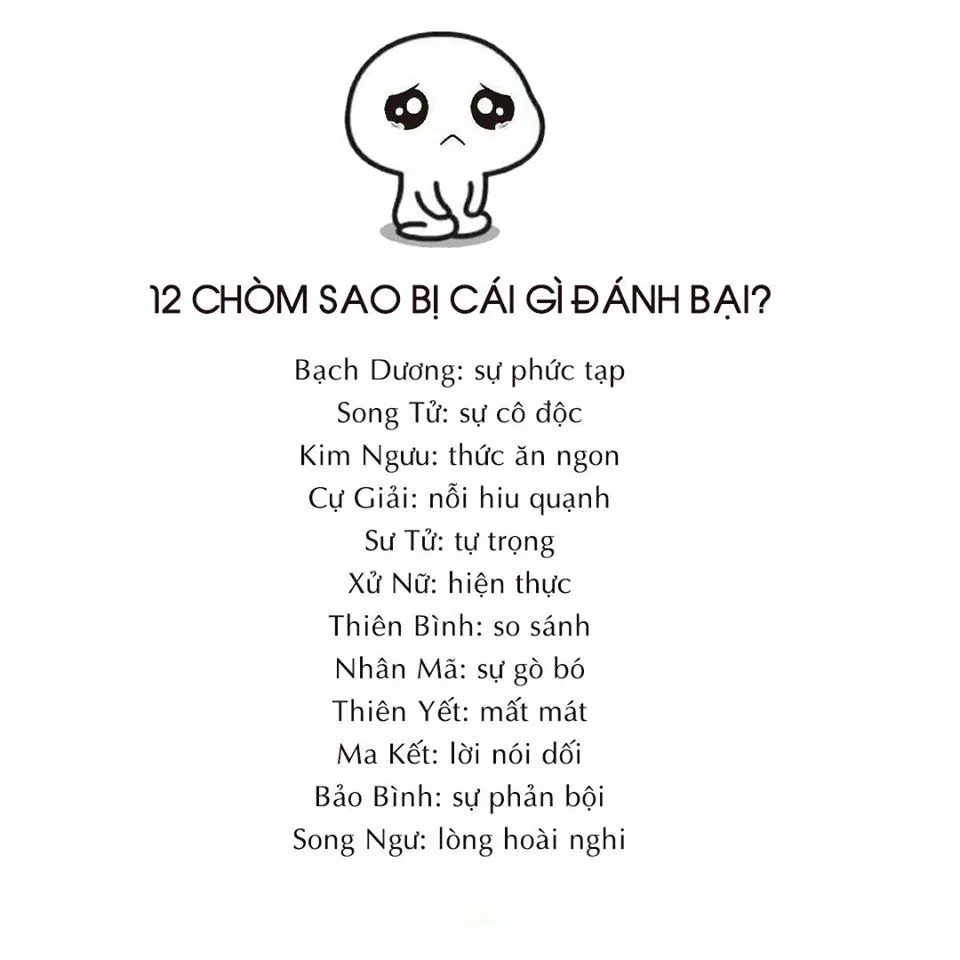 12 CHÒM SAO BỊ CÁI GÌ ĐÁNH BẠI?
Bạch Dương: sự phức tạp
Song Tử: sự cô độc
Kim Ngưu: thức ăn ngon
Cự Giải: nỗi hiu quạnh
Sư Tử: tự trọng
Xử Nữ: hiện thực
Thiên Bình: so sánh
Nhân Mã: sự gò bó
Thiên Yết: mất mát
Ma Kết: lời nói dối
Bảo Bình: sự phản bội
Song Ngư: lòng hoài nghi